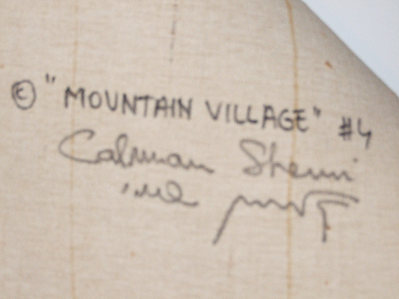 © "MOUNTAIN VILLAGE" #4
Calman Shemi